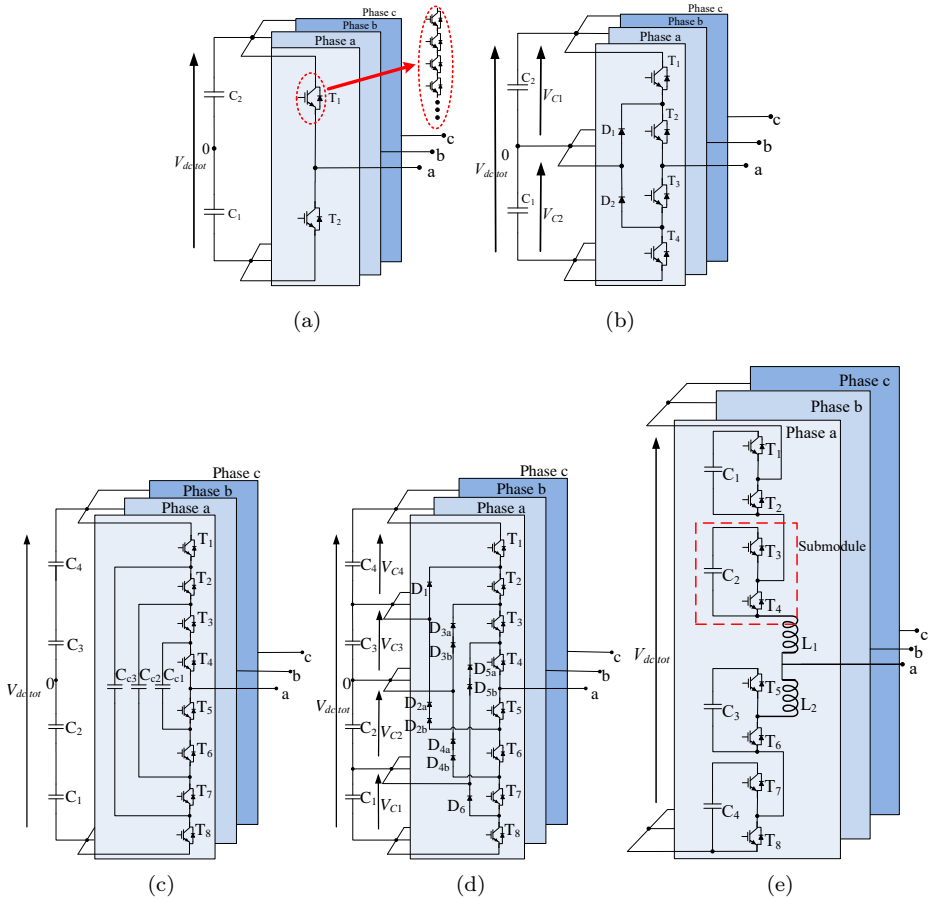 Phase c
Phase b
Phase a
C2
T1
0
c
b
a
Vdc,tot
C1
T2
(a)
Phase c
Phase b
Phase a
T1
C2
VC1
D1
T2
c
b
0
a
Vdc,tot
T3
C1
VC2
D2
T4
(b)
Phase c
Phase b
Phase a
T1
C4
T2
T3
C3
T4
c
Cc3
Cc2
Cc1
b
0
a
Vdc,tot
T5
C2
T6
C1
T7
T8
(c)
Phase c
Phase b
Phase a
T1
C4
VC4
D1
T2
D3a
T3
C3
VC3
D3b
c
D5a
T4
b
0
D5b
a
Vdc,tot
D2a
T5
C2
VC2
D2b
D4a
T6
D4b
C1
VC1
D6
T7
T8
(d)
Phase c
Phase b
Phase a
T1
C1
T2
Submodule
T3
C2
T4
L1
c
b
a
Vdc,tot
T5
L2
C3
T6
T7
C4
T8
(e)